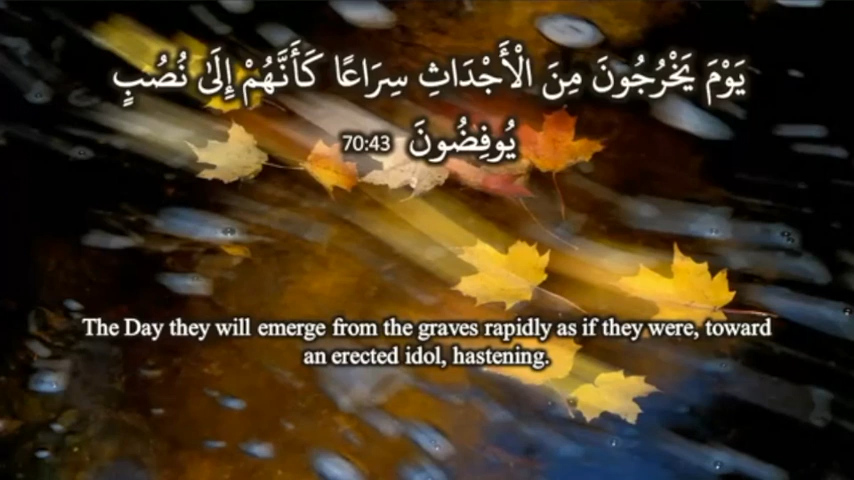 يَوْمَ يَخْرُجُونَ مِنَ الْأَجْدَاثِ سِرَاعًا كَأَنَّهُمْ إِلَىٰ نُصُبٍ
يُوفِضُونَ 70:43
The Day they will emerge from the graves rapidly as if they were, toward
an erected idol, hastening.